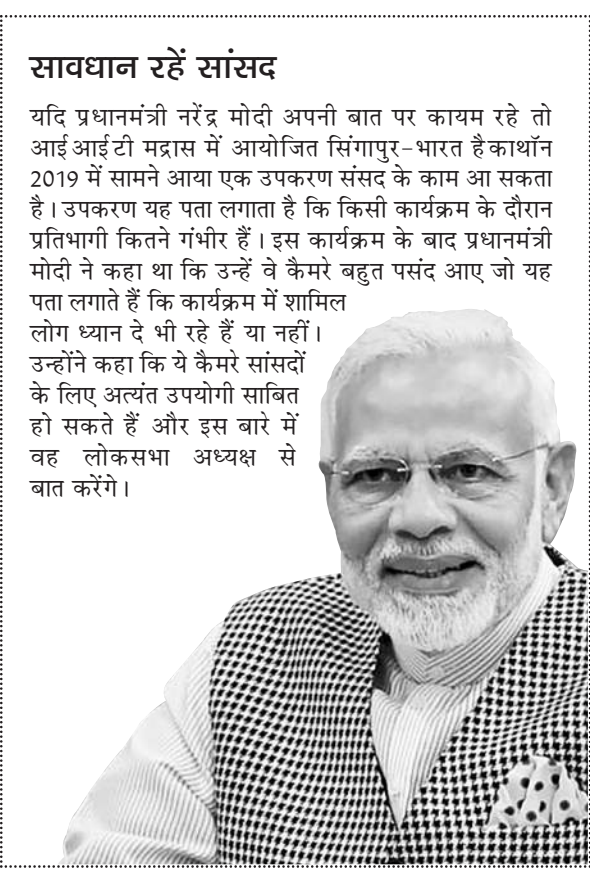 सावधान रहें सांसद
यदि प्रधानमंत्री नरेंद्र मोदी अपनी बात पर कायम रहे तो
आईआईटी मद्रास में आयोजित सिंगापुर-भारत हैकाथॉन
2019 में सामने आया एक उपकरण संसद के काम आ सकता
है। उपकरण यह पता लगाता है कि किसी कार्यक्रम के दौरान
प्रतिभागी कितने गंभीर हैं। इस कार्यक्रम के बाद प्रधानमंत्री
मोदी ने कहा था कि उन्हें वे कैमरे बहुत पसंद आए जो यह
पता लगाते हैं कि कार्यक्रम में शामिल
लोग ध्यान दे भी रहे हैं या नहीं।
उन्होंने कहा कि ये कैमरे सांसदों
के लिए अत्यंत उपयोगी साबित
हो सकते हैं और इस बारे में
वह लोकसभा अध्यक्ष से
बात करेंगे।